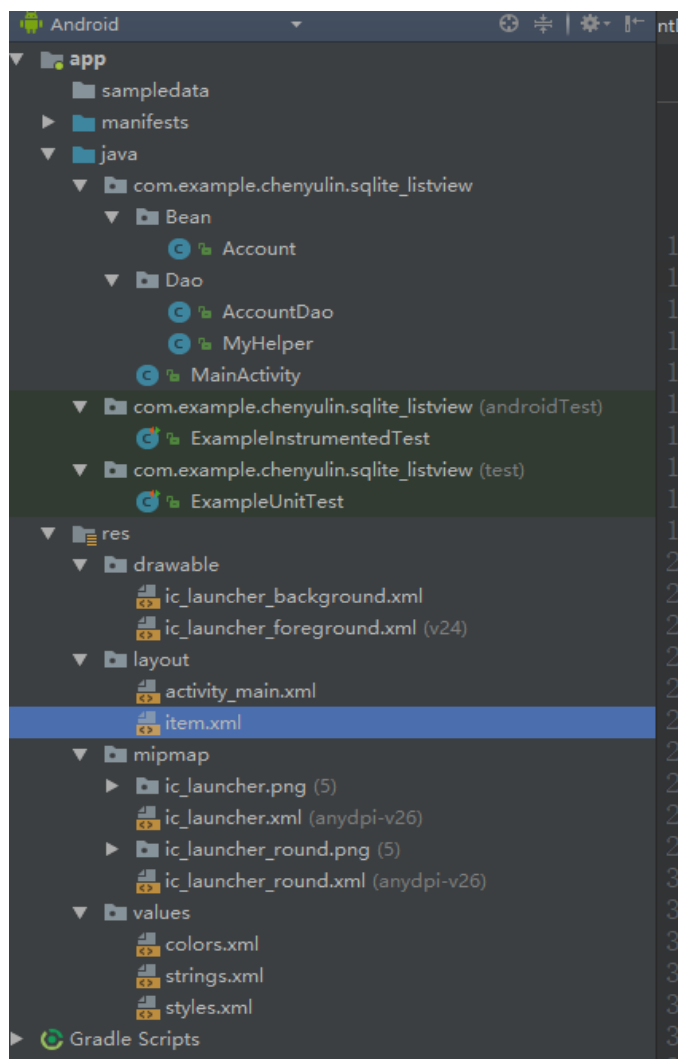 Android
ntl
app
sampledata
manifests
java
com.example.chenyulin.sqlite_listview
Bean
Account
Dao
AccountDao
MyHelper
MainActivity
com.example.chenyulin.sqlite_listview (androidTest)
ExampleInstrumentedTest
com.example.chenyulin.sqlite_listview (test)
ExampleUnitTest
res
drawable
ic_launcher_background.xml
ic_launcher_foreground.xml (v24)
layout
activity_main.xml
item.xml
mipmap
ic_launcher.png (5)
ic_launcher.xml (anydpi-v26)
ic_launcher_round.png (5)
ic_launcher_round.xml (anydpi-v26)
values
colors.xml
strings.xml
styles.xml
Gradle Scripts